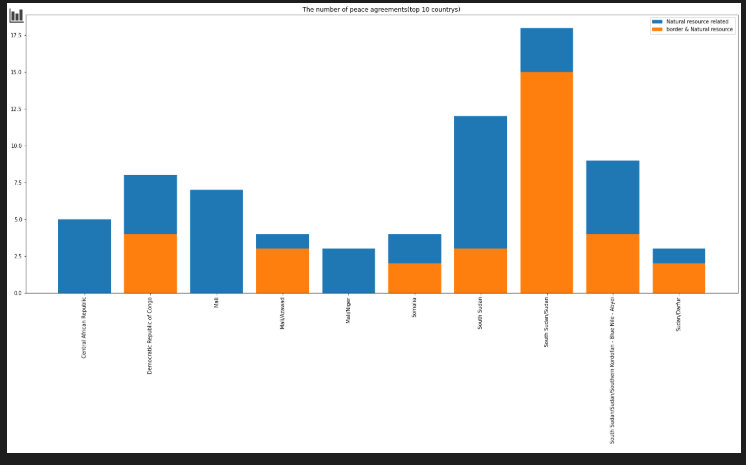 The number of peace agreements(top 10 countrys)
Natural resource related
border & Natural resource
17.5
15.0
12.5
10.0
7.5
5.0
2.5
0.0
Central African Republic
Democratic Republic of Congo
Mali
Mali/Azawad
Mali/Niger
Somalia
South Sudan
South Sudan/Sudan
South Sudan/Sudan/Southern Kordofan - Blue Nile - Abyei
Sudan/Darfur